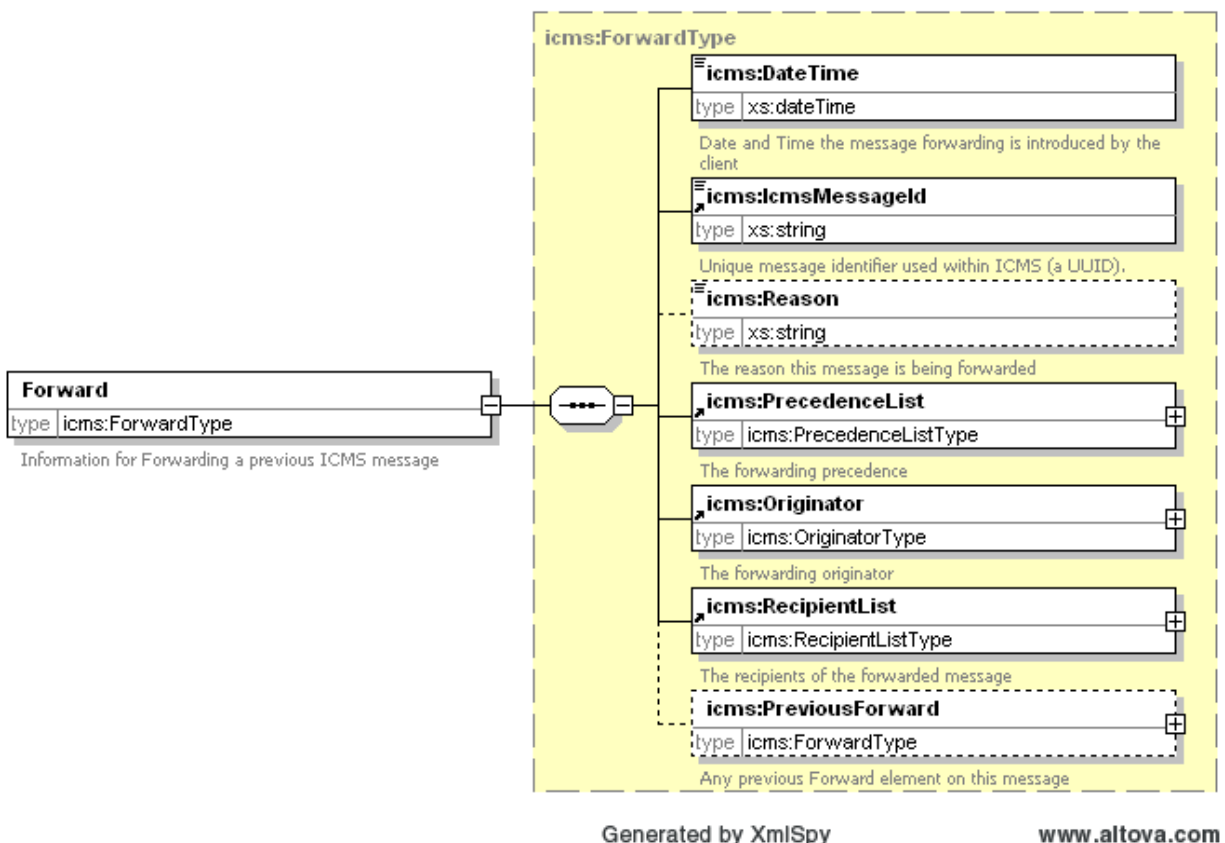 icms:ForwardType
icms:DateTime
type xs:dateTime
Date and Time the message forwarding is introduced by the
client
icms:IcmsMessageId
type xs:string
Unique message identifier used within ICMS (a UUID).
icms:Reason
type xs:string
The reason this message is being forwarded
Forward
type icms:ForwardType
Information for Forwarding a previous ICMS message
icms:PrecedenceList
type icms:PrecedenceListType
The forwarding precedence
icms:Originator
type icms:OriginatorType
The forwarding originator
icms:RecipientList
type icms:RecipientListType
The recipients of the forwarded message
icms:PreviousForward
type icms:ForwardType
Any previous Forward element on this message
Generated by XmlSpy www.altova.com